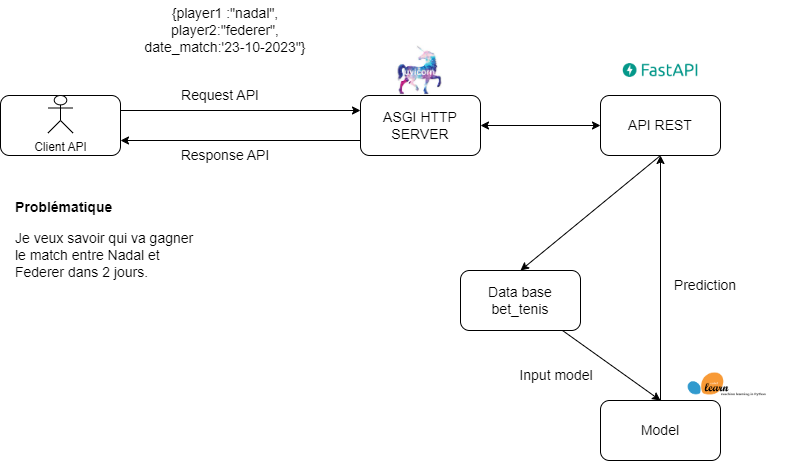 {player1 :"nadal",
player2:"federer",
date_match:'23-10-2023"}
uvicorn
FastAPI
Request API
ASGI HTTP
SERVER
API REST
Client API
Response API
Problématique
Je veux savoir qui va gagner
le match entre Nadal et
Federer dans 2 jours.
Data base
bet_tenis
Prediction
Input model
learn
machine learning in Python
Model